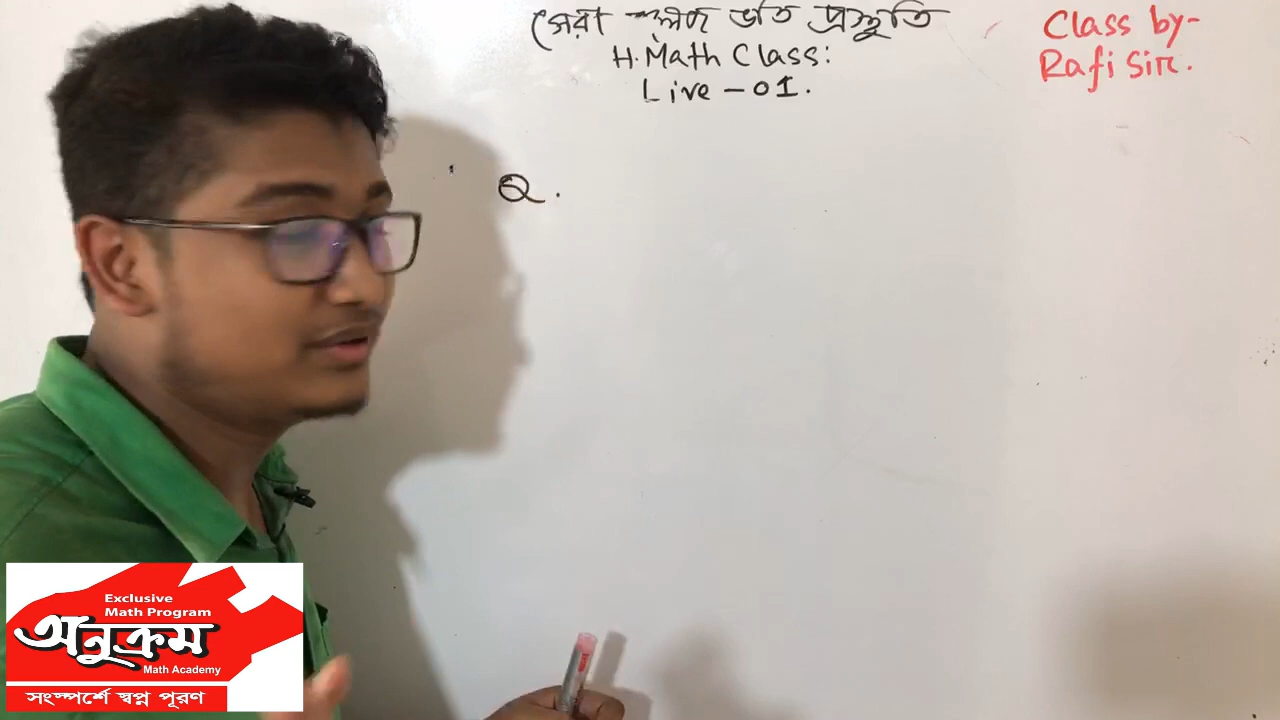 সেরা কলেজ ভর্তি প্রস্তুতি
H. Math Class:
Live - 01.
Class by-
Rafi Sir.
Q.
Exclusive
Math Program
অনুক্রম
Math Academy
সংস্পর্শে স্বপ্ন পূরণ